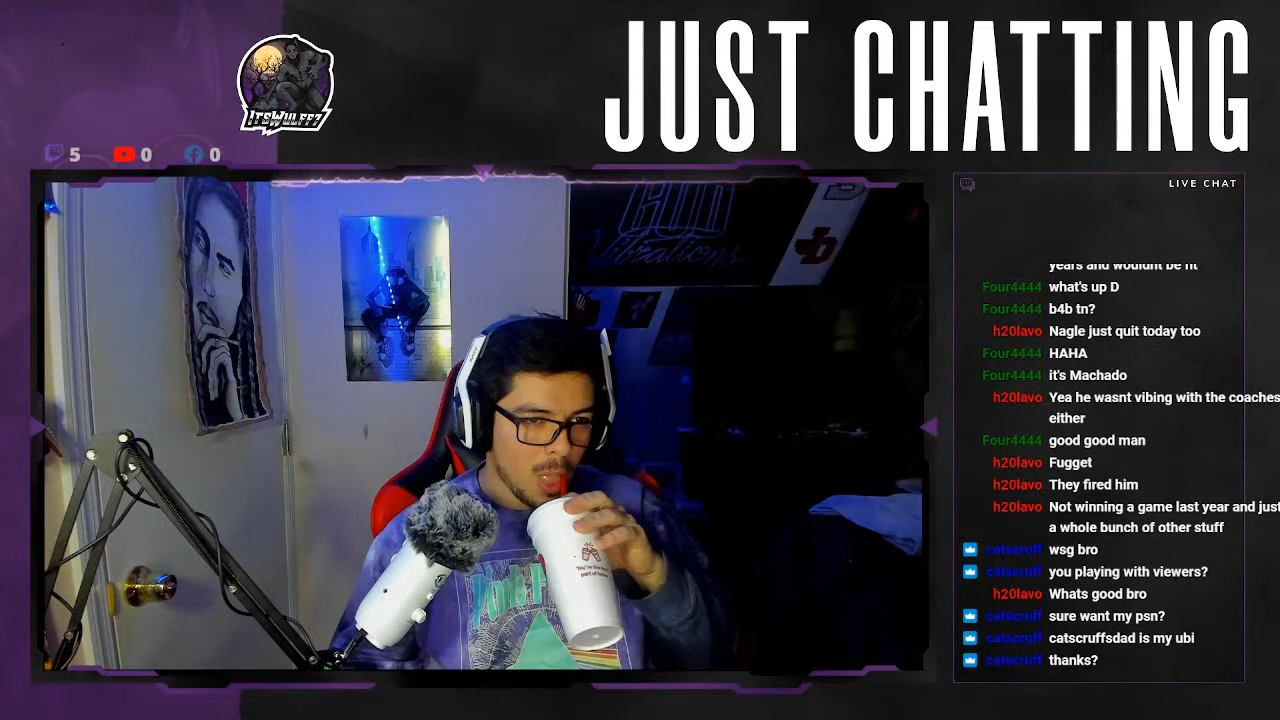 JUST CHATTING
ItsWulff7
5
0
0
LIVE CHAT
years and wouldnt be fit
Four4444 what's up D
Four4444 b4b tn?
h20lavo Nagle just quit today too
Four4444 HAHA
Four4444 it's Machado
h20lavo Yea he wasnt vibing with the coaches
either
Four4444 good good man
h20lavo Fugget
h20lavo They fired him
h20lavo Not winning a game last year and just
a whole bunch of other stuff
catscruff wsg bro
catscruff you playing with viewers?
h20lavo Whats good bro
catscruff sure want my psn?
catscruff catscruffsdad is my ubi
catscruff thanks?
Vibrations